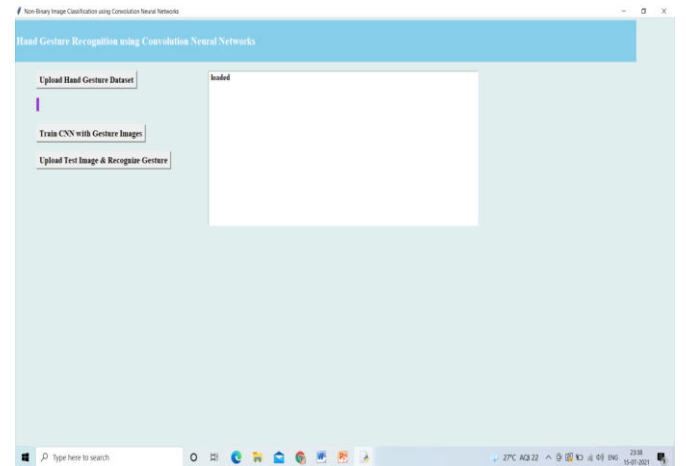 Non-Binary Image Classification using Convolution Neural Networks
Hand Gesture Recognition using Convolution Neural Networks
Upload Hand Gesture Dataset
loaded
Train CNN with Gesture Images
Upload Test Image & Recognize Gesture
Type here to search
27°C AQI 22
ENG
23:38
15-01-2021